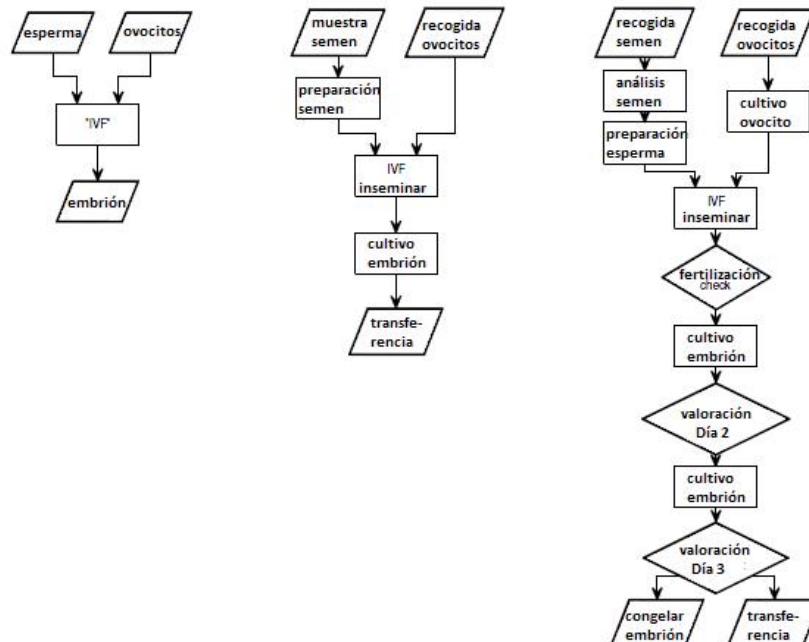 esperma
ovocitos
"IVF"
embrión
muestra
semen
recogida
ovocitos
preparación
semen
IVF
inseminar
cultivo
embrión
transfe-
rencia
recogida
semen
recogida
ovocitos
análisis
semen
cultivo
ovocito
preparación
esperma
IVF
inseminar
fertilización
check
cultivo
embrión
valoración
Día 2
cultivo
embrión
valoración
Día 3
congelar
embrión
transfe-
rencia